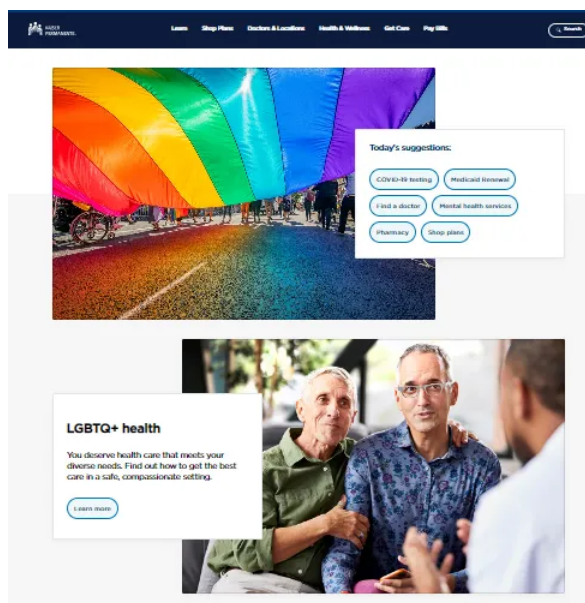 KAISER
PERMANENTE.
Learn Shop Plans Doctors & Locations Health & Wellness Get Care Pay Bills
Search
Today's suggestions:
COVID-19 testing Medicaid Renewal
Find a doctor Mental health services
Pharmacy Shop plans
LGBTQ+ health
You deserve health care that meets your
diverse needs. Find out how to get the best
care in a safe, compassionate setting.
Learn more